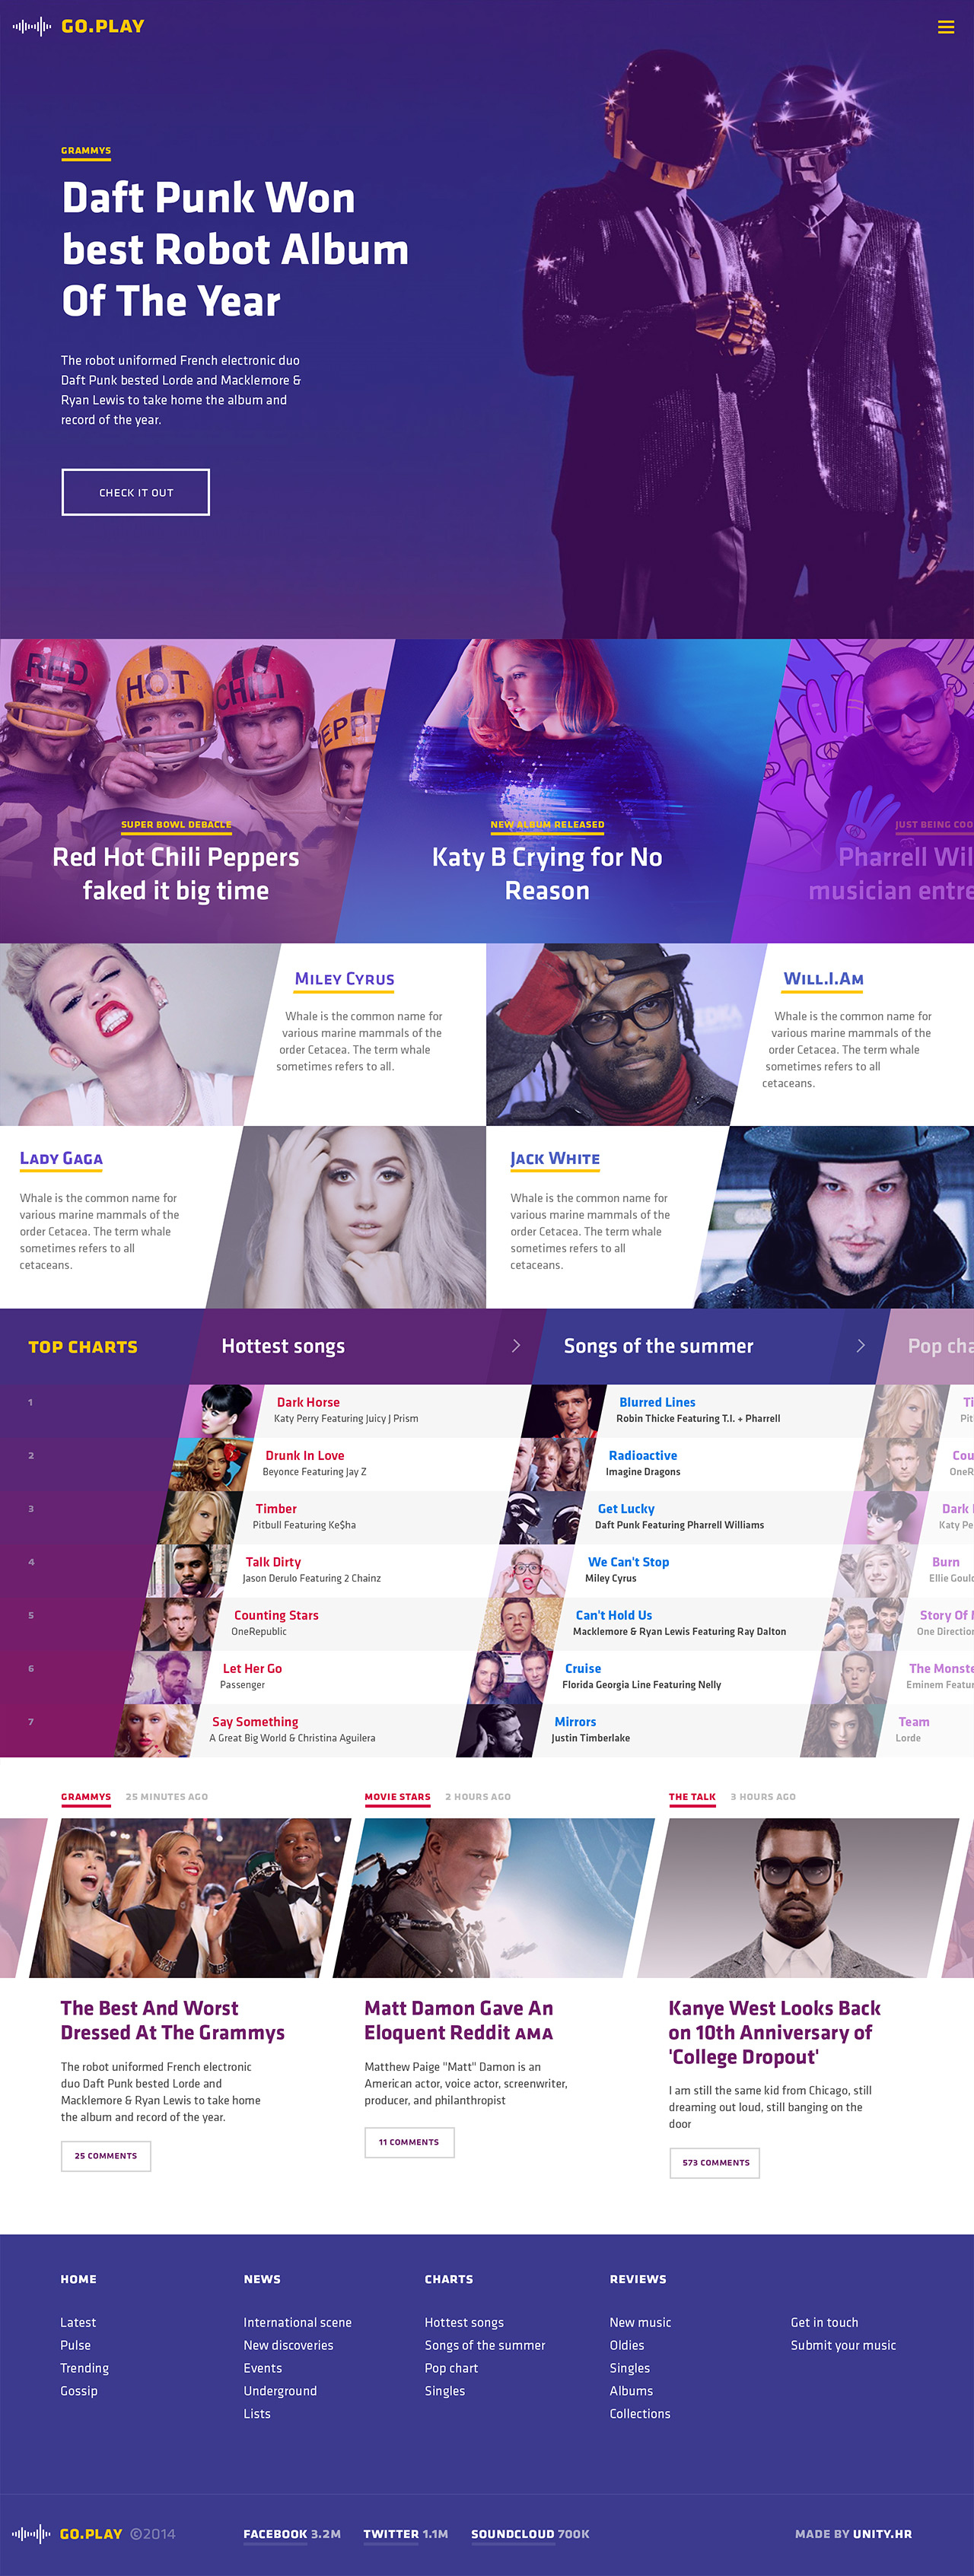 GO.PLAY
GRAMMYS
Daft Punk Won
best Robot Album
Of The Year
The robot uniformed French electronic duo
Daft Punk bested Lorde and Macklemore &
Ryan Lewis to take home the album and
record of the year.
CHECK IT OUT
RED
HOT
CHILI
PEPPE
SUPER BOWL DEBACLE
Red Hot Chili Peppers
faked it big time
NEW ALBUM RELEASED
Katy B Crying for No
Reason
JUST BEING COO
Pharrell Wil
musician entre
MILEY CYRUS
Whale is the common name for
various marine mammals of the
order Cetacea. The term whale
sometimes refers to all.
WILL.I.AM
Whale is the common name for
various marine mammals of the
order Cetacea. The term whale
sometimes refers to all
cetaceans.
LADY GAGA
Whale is the common name for
various marine mammals of the
order Cetacea. The term whale
sometimes refers to all
cetaceans.
JACK WHITE
Whale is the common name for
various marine mammals of the
order Cetacea. The term whale
sometimes refers to all
cetaceans.
TOP CHARTS
Hottest songs
Songs of the summer
Pop cha
1
Dark Horse
Katy Perry Featuring Juicy J Prism
Blurred Lines
Robin Thicke Featuring T.I. + Pharrell
Ti
Pit
2
Drunk In Love
Beyonce Featuring Jay Z
Radioactive
Imagine Dragons
Cou
OneR
3
Timber
Pitbull Featuring Ke$ha
Get Lucky
Daft Punk Featuring Pharrell Williams
Dark
Katy Pe
4
Talk Dirty
Jason Derulo Featuring 2 Chainz
We Can't Stop
Miley Cyrus
Burn
Ellie Gould
5
Counting Stars
OneRepublic
Can't Hold Us
Macklemore & Ryan Lewis Featuring Ray Dalton
Story Of
One Direction
6
Let Her Go
Passenger
Cruise
Florida Georgia Line Featuring Nelly
The Monste
Eminem Featur
7
Say Something
A Great Big World & Christina Aguilera
Mirrors
Justin Timberlake
Team
Lorde
GRAMMYS 25 MINUTES AGO
The Best And Worst
Dressed At The Grammys
The robot uniformed French electronic
duo Daft Punk bested Lorde and
Macklemore & Ryan Lewis to take home
the album and record of the year.
25 COMMENTS
MOVIE STARS 2 HOURS AGO
Matt Damon Gave An
Eloquent Reddit AMA
Matthew Paige "Matt" Damon is an
American actor, voice actor, screenwriter,
producer, and philanthropist
11 COMMENTS
THE TALK 3 HOURS AGO
Kanye West Looks Back
on 10th Anniversary of
'College Dropout'
I am still the same kid from Chicago, still
dreaming out loud, still banging on the
door
573 COMMENTS
HOME
Latest
Pulse
Trending
Gossip
NEWS
International scene
New discoveries
Events
Underground
Lists
CHARTS
Hottest songs
Songs of the summer
Pop chart
Singles
REVIEWS
New music
Oldies
Singles
Albums
Collections
Get in touch
Submit your music
GO.PLAY ©2014
FACEBOOK 3.2M
TWITTER 1.1M
SOUNDCLOUD 700K
MADE BY UNITY.HR